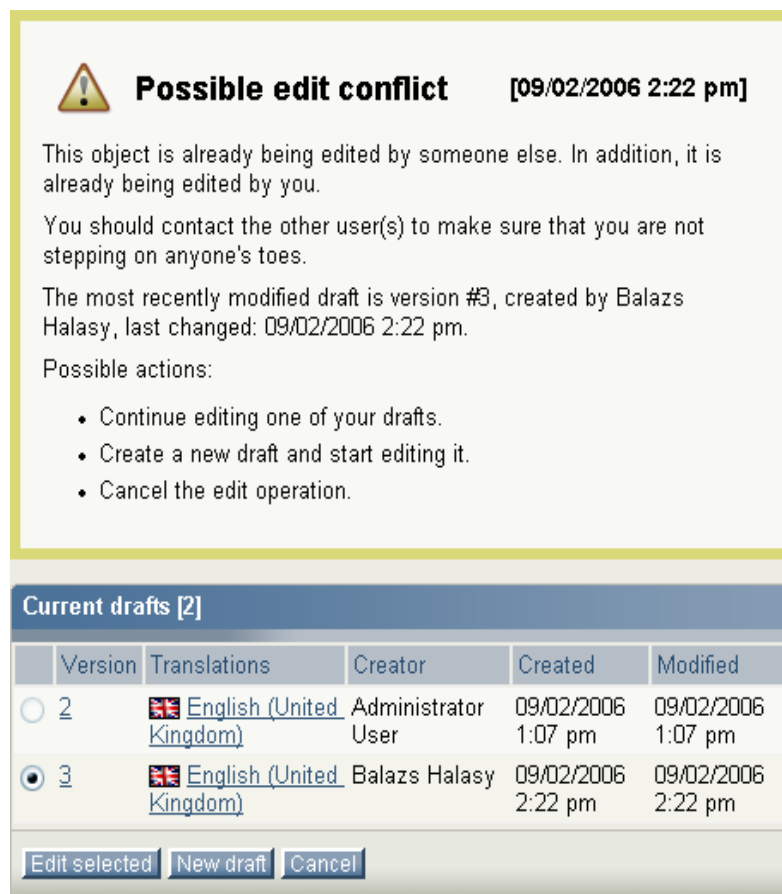 Possible edit conflict [09/02/2006 2:22 pm]
This object is already being edited by someone else. In addition, it is
already being edited by you.
You should contact the other user(s) to make sure that you are not
stepping on anyone's toes.
The most recently modified draft is version #3, created by Balazs
Halasy, last changed: 09/02/2006 2:22 pm.
Possible actions:
• Continue editing one of your drafts.
• Create a new draft and start editing it.
• Cancel the edit operation.
Current drafts [2]
Version Translations Creator Created Modified
2 English (United Administrator 09/02/2006 09/02/2006
Kingdom) User 1:07 pm 1:07 pm
3 English (United Balazs Halasy 09/02/2006 09/02/2006
Kingdom) 2:22 pm 2:22 pm
Edit selected New draft Cancel